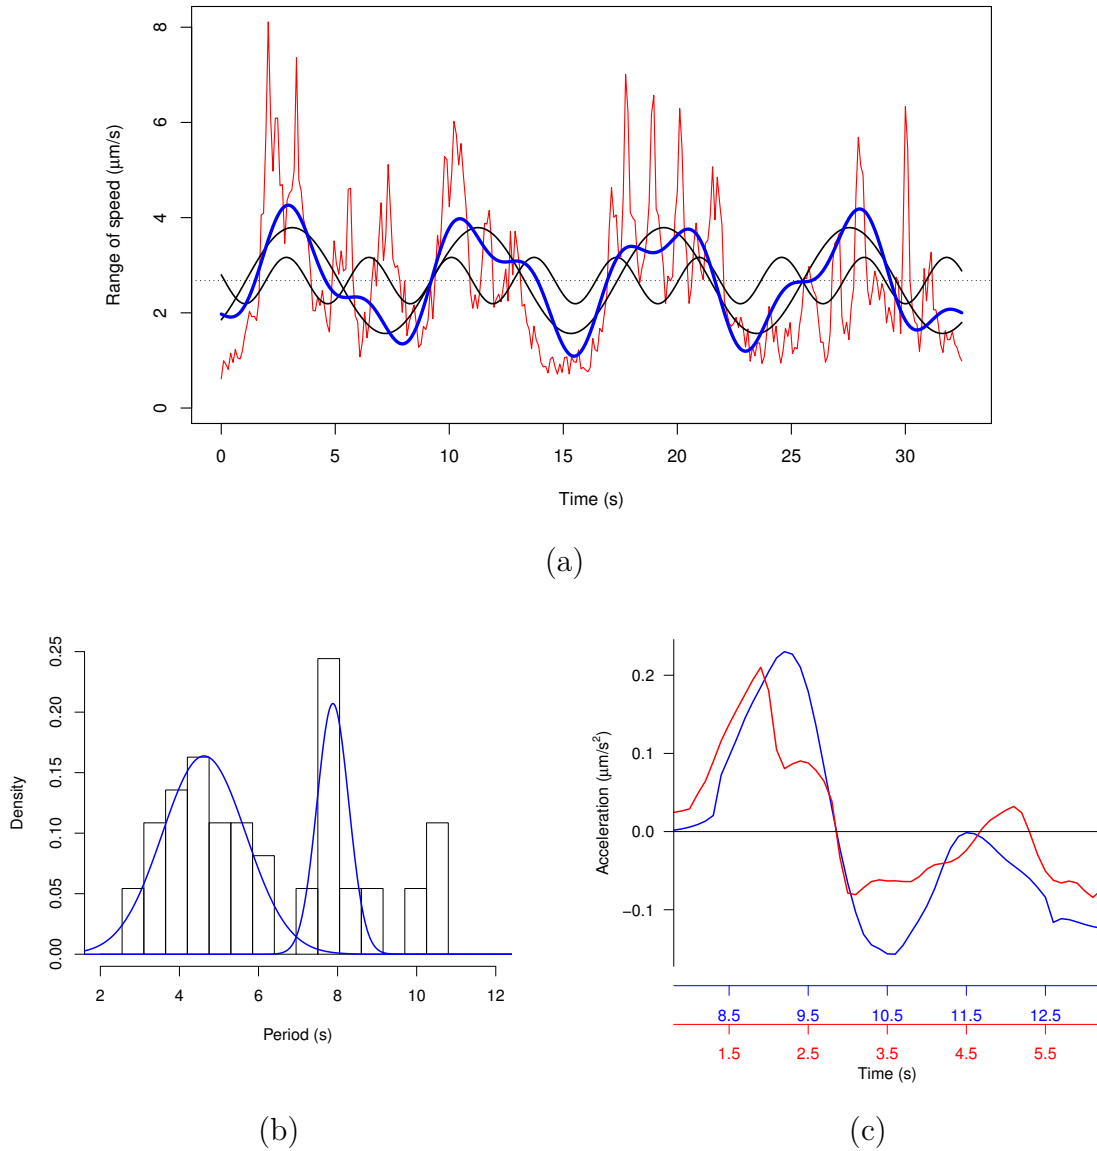 Range of speed (μm/s)
8
6
4
2
0
0 5 10 15 20 25 30
Time (s)
(a)
Density
0.25
0.20
0.15
0.10
0.05
0.00
2 4 6 8 10 12
Period (s)
(b)
Acceleration (μm/s²)
0.2
0.1
0.0
−0.1
8.5 9.5 10.5 11.5 12.5
1.5 2.5 3.5 4.5 5.5
Time (s)
(c)